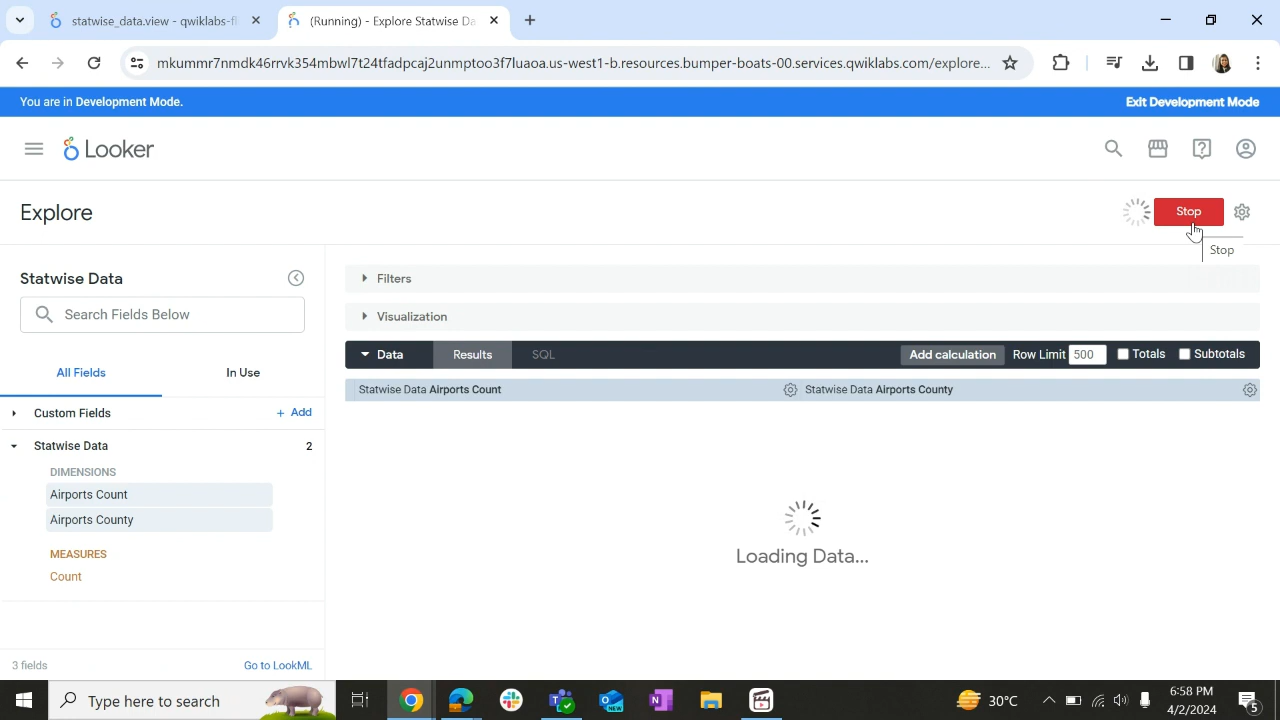 statwise_data.view - qwiklabs-fl
(Running) - Explore Statwise Da
mkummr7nmdk46rrvk354mbwl7t24tfadpcaj2unmptoo3f7luaoa.us-west1-b.resources.bumper-boats-00.services.qwiklabs.com/explore...
You are in Development Mode.
Exit Development Mode
Looker
Explore
Stop
Stop
Statwise Data
Search Fields Below
All Fields
In Use
Custom Fields
+ Add
Statwise Data
2
DIMENSIONS
Airports Count
Airports County
MEASURES
Count
3 fields
Go to LookML
Filters
Visualization
Data
Results
SQL
Add calculation
Row Limit 500
Totals
Subtotals
Statwise Data Airports Count
Statwise Data Airports County
Loading Data...
Type here to search
NEW
30°C
6:58 PM
4/2/2024
5